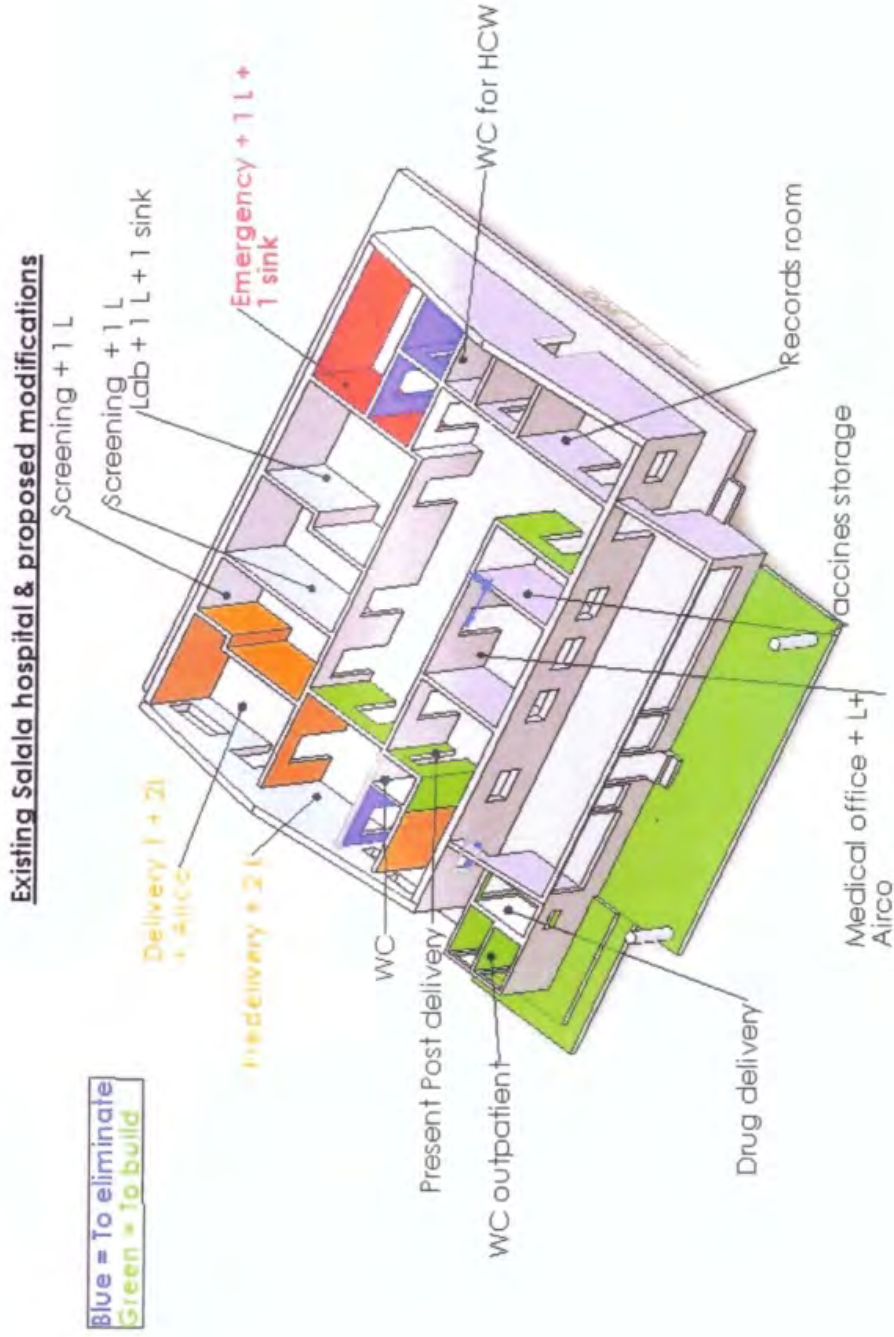 Existing Salala hospital & proposed modifications
Blue = To eliminate
Green = To build
Screening + 1 L
Screening + 1 L
Lab + 1 L + 1 sink
Emergency + 1 L +
1 sink
WC for HCW
Delivery 1 + 2L
+ Airco
Predelivery + 2 L
WC
Present Post delivery
WC outpatient
Drug delivery
Medical office + L+
Airco
accines storage
Records room